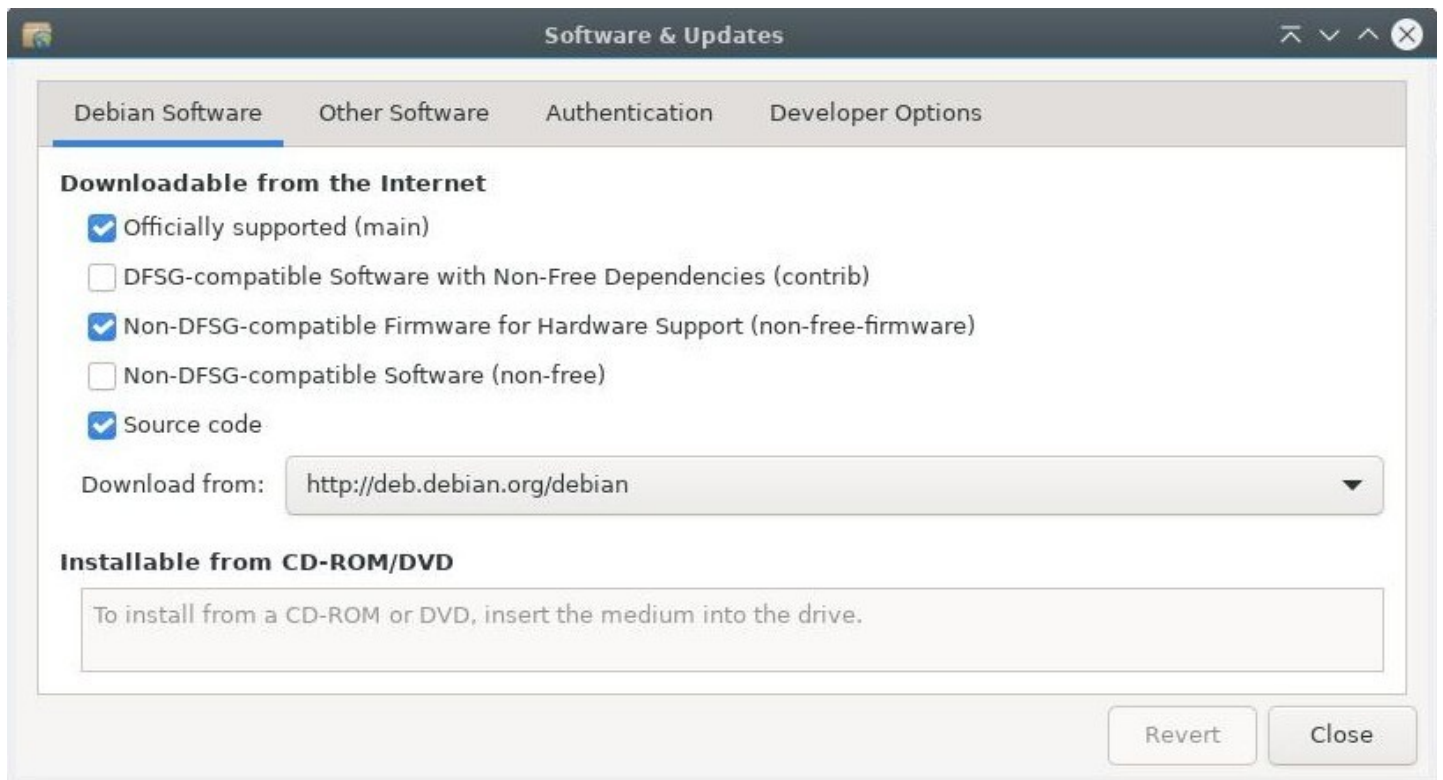 Software & Updates
Debian Software Other Software Authentication Developer Options
Downloadable from the Internet
Officially supported (main)
DFSG-compatible Software with Non-Free Dependencies (contrib)
Non-DFSG-compatible Firmware for Hardware Support (non-free-firmware)
Non-DFSG-compatible Software (non-free)
Source code
Download from: http://deb.debian.org/debian
Installable from CD-ROM/DVD
To install from a CD-ROM or DVD, insert the medium into the drive.
Revert Close